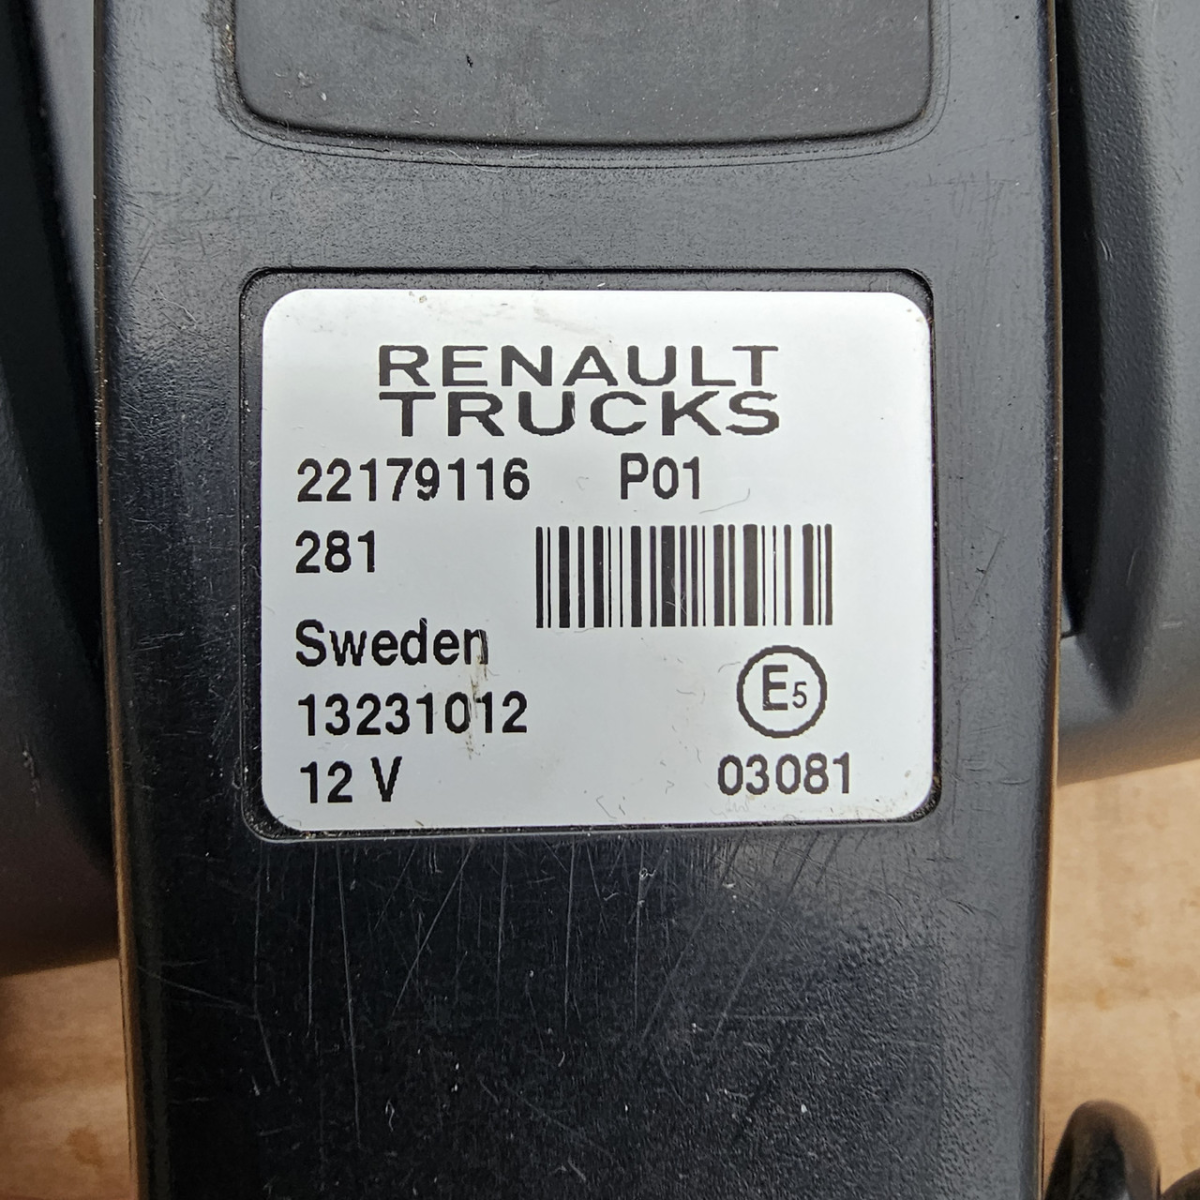 RENAULT
TRUCKS
22179116 P01
281
Sweden
13231012
E5
12 V
03081